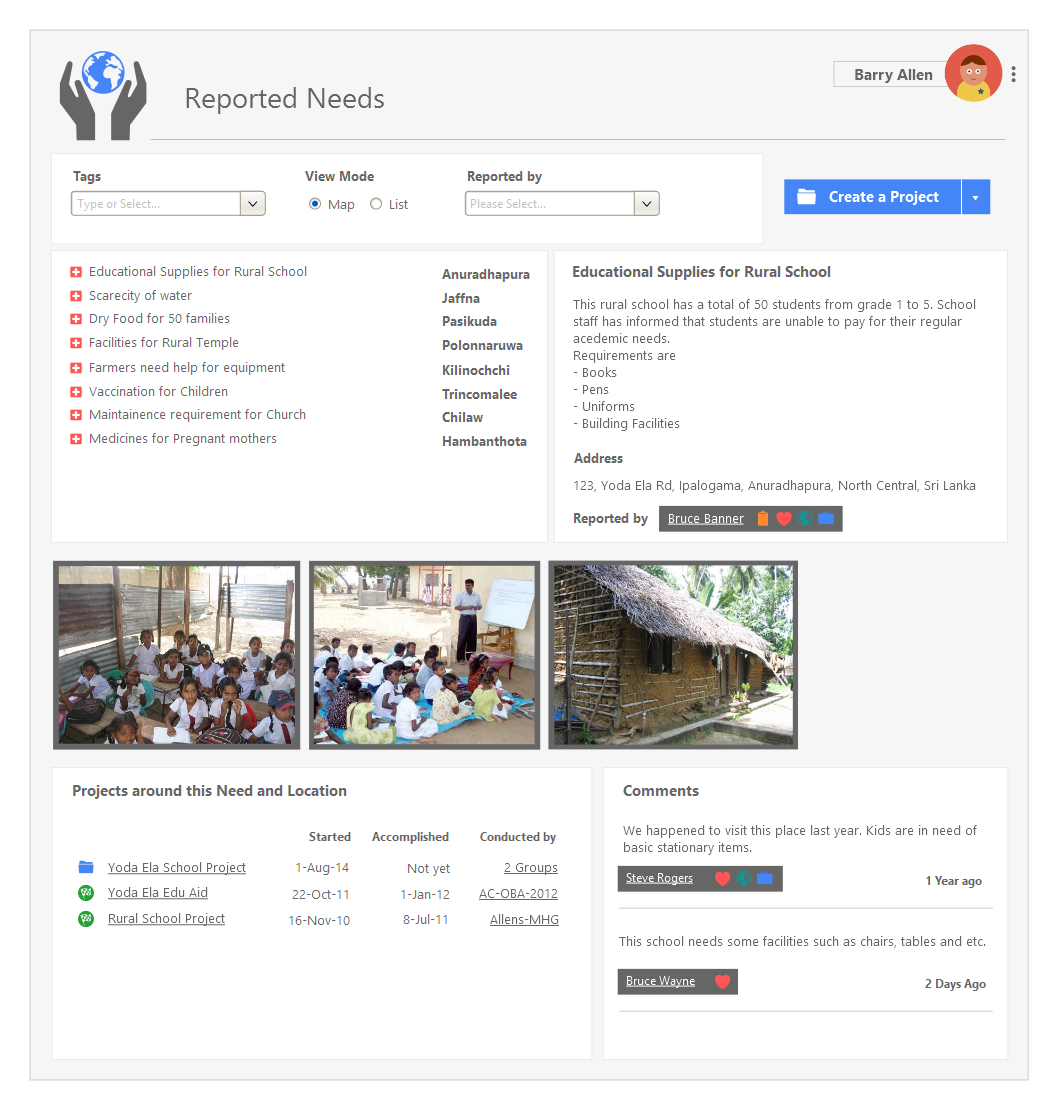 Reported Needs
Barry Allen
Tags
Type or Select...
View Mode
Map
List
Reported by
Please Select...
Create a Project
Educational Supplies for Rural School Anuradhapura
Scarecity of water Jaffna
Dry Food for 50 families Pasikuda
Facilities for Rural Temple Polonnaruwa
Farmers need help for equipment Kilinochchi
Vaccination for Children Trincomalee
Maintainence requirement for Church Chilaw
Medicines for Pregnant mothers Hambanthota
Educational Supplies for Rural School
This rural school has a total of 50 students from grade 1 to 5. School
staff has informed that students are unable to pay for their regular
acedemic needs.
Requirements are
- Books
- Pens
- Uniforms
- Building Facilities
Address
123, Yoda Ela Rd, Ipalogama, Anuradhapura, North Central, Sri Lanka
Reported by Bruce Banner
Projects around this Need and Location
Started Accomplished Conducted by
Yoda Ela School Project 1-Aug-14 Not yet 2 Groups
Yoda Ela Edu Aid 22-Oct-11 1-Jan-12 AC-OBA-2012
Rural School Project 16-Nov-10 8-Jul-11 Allens-MHG
Comments
We happened to visit this place last year. Kids are in need of
basic stationary items.
Steve Rogers 1 Year ago
This school needs some facilities such as chairs, tables and etc.
Bruce Wayne 2 Days Ago